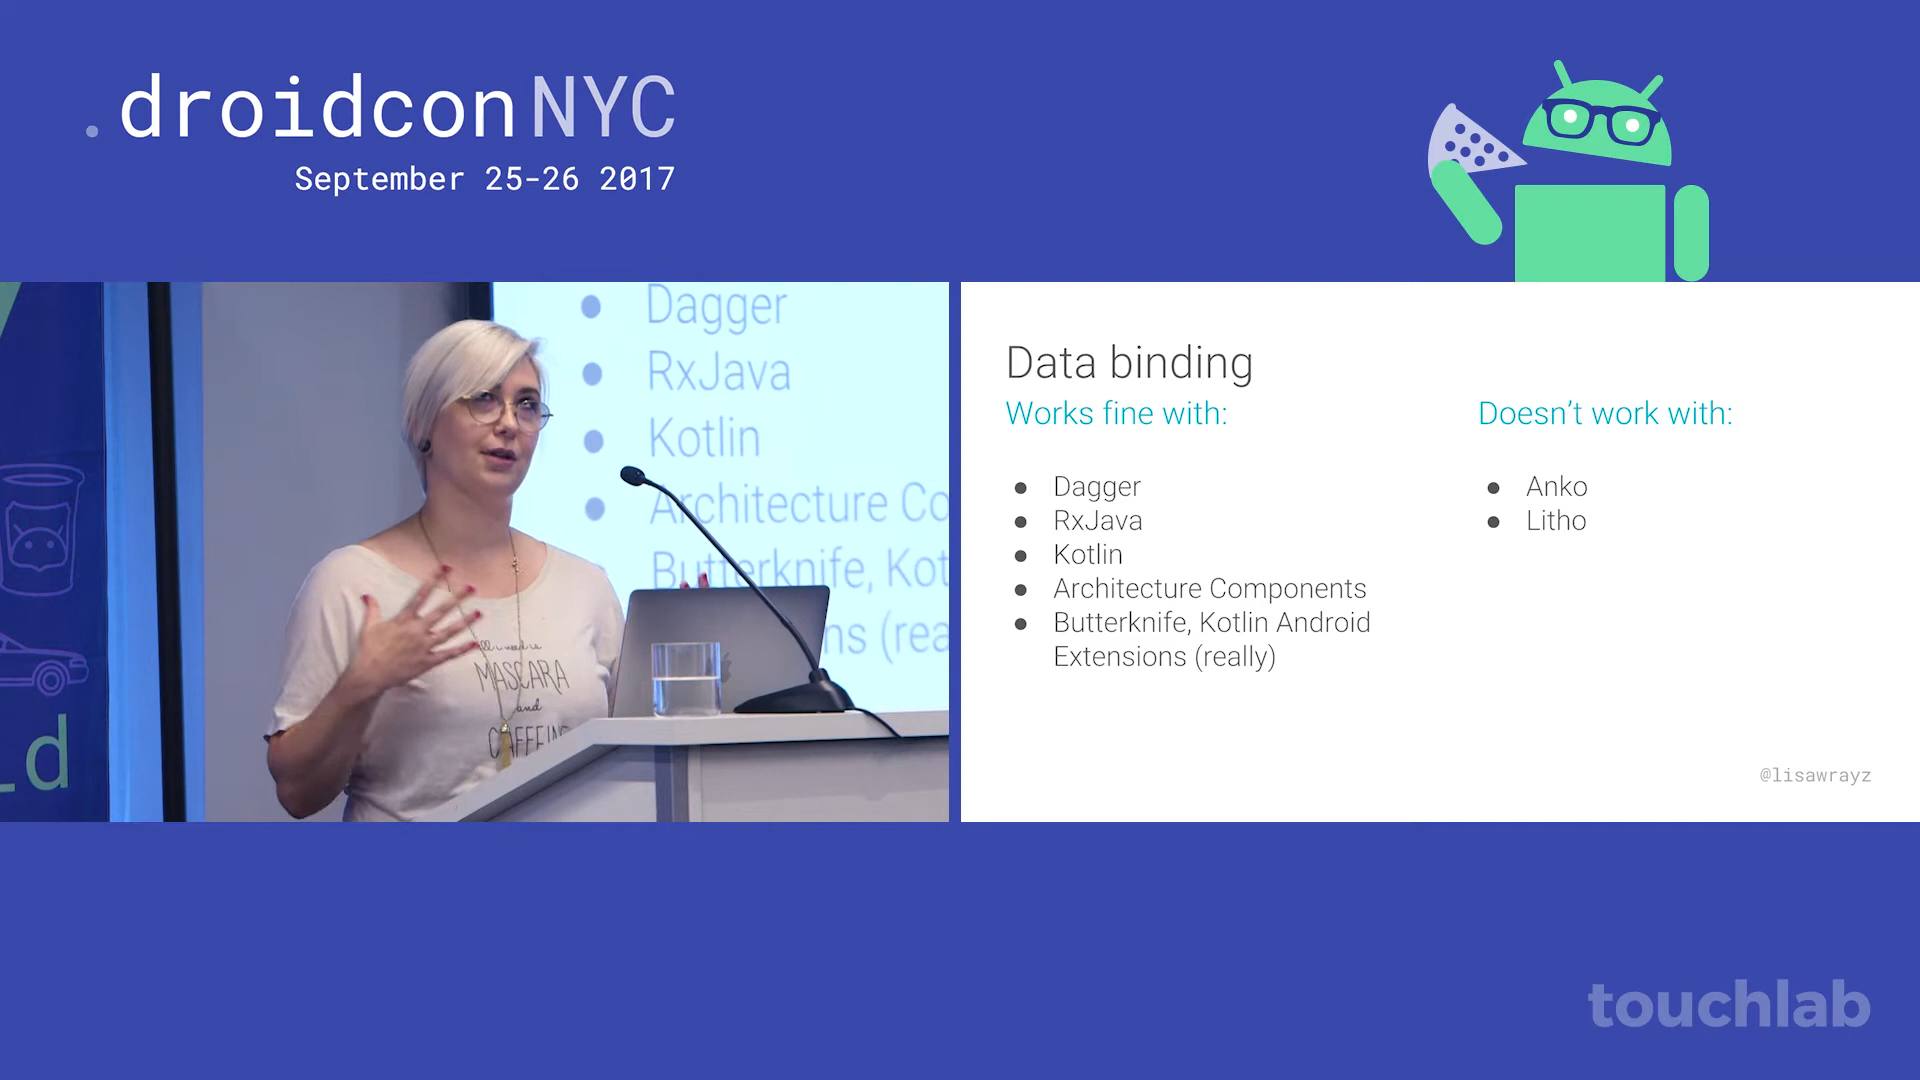 .droidconNYC
September 25-26 2017
Dagger
RxJava
Kotlin
Architecture Co
Butterknife, Kot
ns (rea
d
MASCARA
and
CAFFEINE
Data binding
Works fine with:
Dagger
RxJava
Kotlin
Architecture Components
Butterknife, Kotlin Android
Extensions (really)
Doesn't work with:
Anko
Litho
@lisawrayz
touchlab